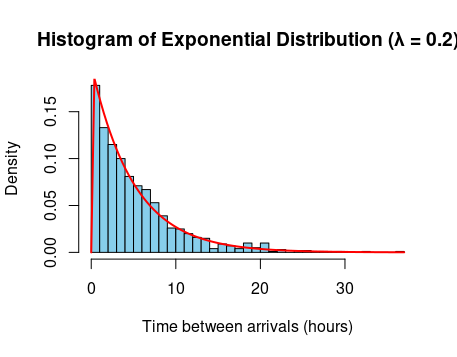 Histogram of Exponential Distribution (λ = 0.2)
Density
0.00 0.05 0.10 0.15
0 10 20 30
Time between arrivals (hours)